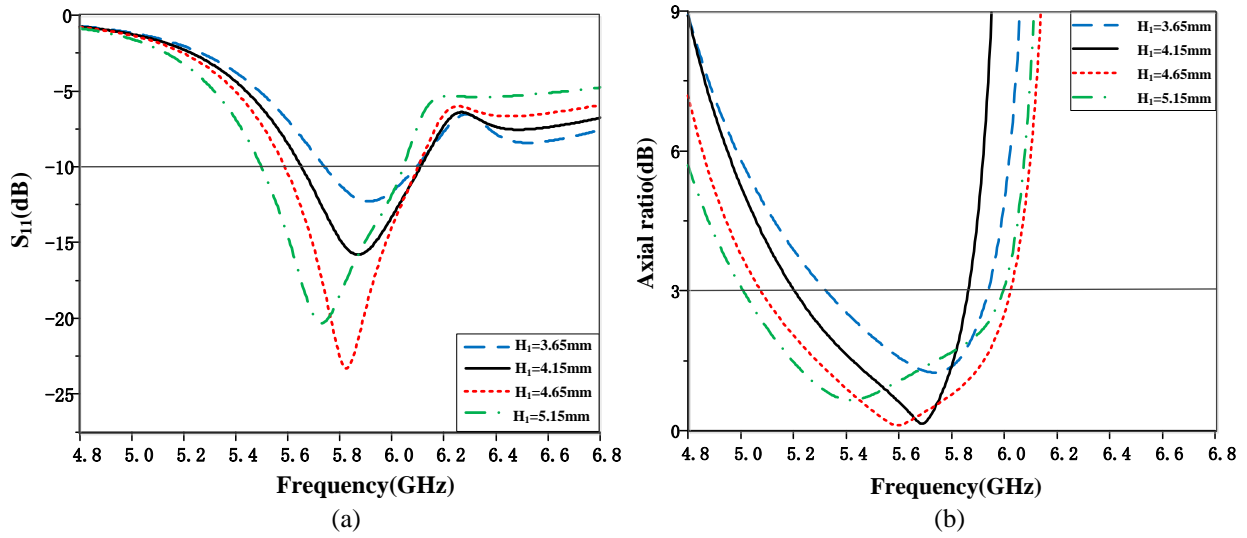 0
-5
-10
-15
-20
-25
S₁₁(dB)
H₁=3.65mm
H₁=4.15mm
H₁=4.65mm
H₁=5.15mm
4.8 5.0 5.2 5.4 5.6 5.8 6.0 6.2 6.4 6.6 6.8
Frequency(GHz)
(a)
9
6
3
0
Axial ratio(dB)
H₁=3.65mm
H₁=4.15mm
H₁=4.65mm
H₁=5.15mm
4.8 5.0 5.2 5.4 5.6 5.8 6.0 6.2 6.4 6.6 6.8
Frequency(GHz)
(b)